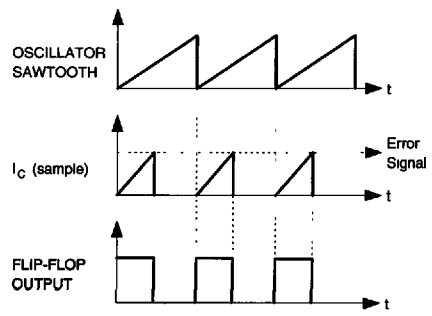 OSCILLATOR
SAWTOOTH
t
I_C (sample)
Error
Signal
t
FLIP-FLOP
OUTPUT
t